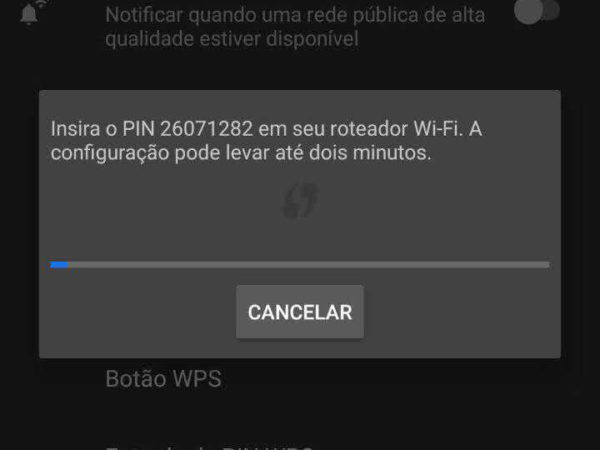 Notificar quando uma rede pública de alta
qualidade estiver disponível
Insira o PIN 26071282 em seu roteador Wi-Fi. A
configuração pode levar até dois minutos.
CANCELAR
Botão WPS